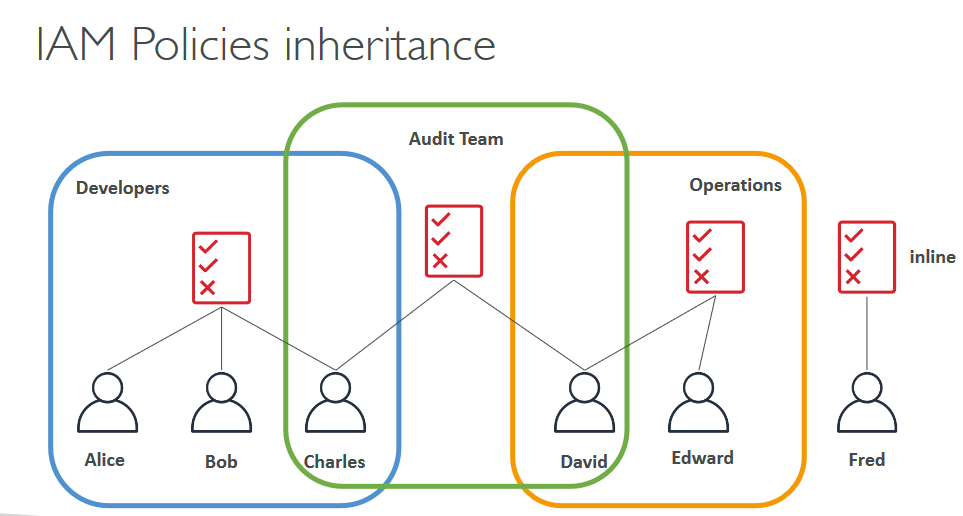 IAM Policies inheritance
Audit Team
Developers
Operations
inline
Alice
Bob
Charles
David
Edward
Fred